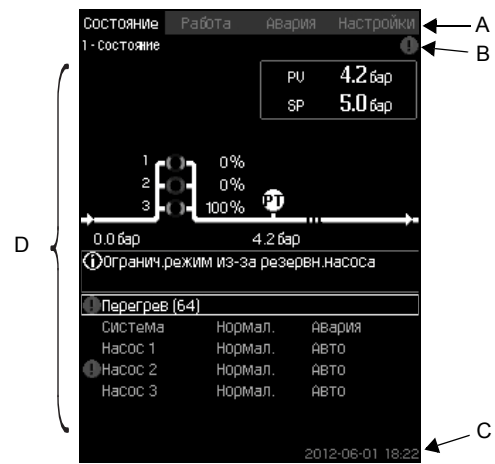 Состояние Работа Авария Настройки A
1 - Состояние B
PV 4.2 бар
SP 5.0 бар
1 0%
2 0%
3 100% PT
D
0.0 бар 4.2 бар
Огранич.режим из-за резервн.насоса
Перегрев (64)
Система Нормал. Авария
Насос 1 Нормал. Авто
Насос 2 Нормал. Авто
Насос 3 Нормал. Авто
C
2012-06-01 18:22